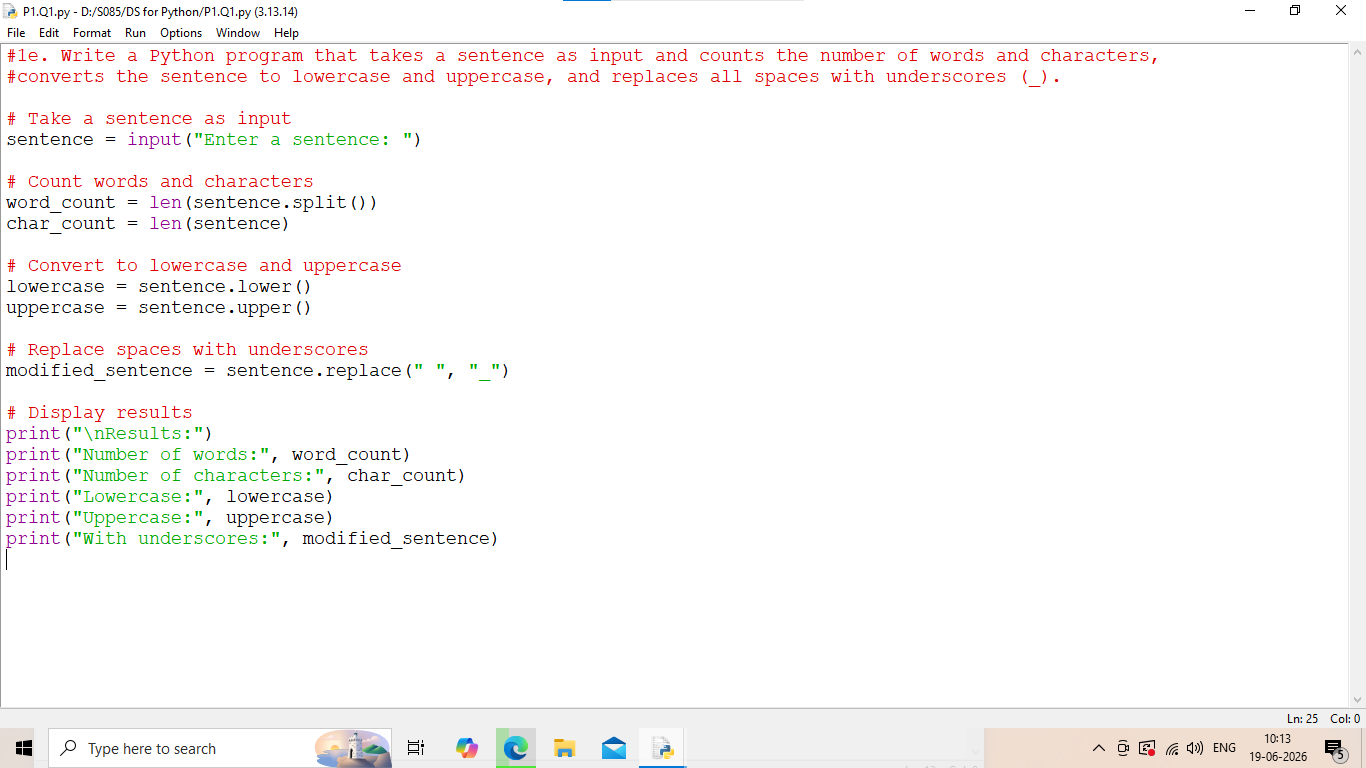 P1.Q1.py - D:/S085/DS for Python/P1.Q1.py (3.13.14)
File Edit Format Run Options Window Help
#1e. Write a Python program that takes a sentence as input and counts the number of words and characters,
#converts the sentence to lowercase and uppercase, and replaces all spaces with underscores (_).
# Take a sentence as input
sentence = input("Enter a sentence: ")
# Count words and characters
word_count = len(sentence.split())
char_count = len(sentence)
# Convert to lowercase and uppercase
lowercase = sentence.lower()
uppercase = sentence.upper()
# Replace spaces with underscores
modified_sentence = sentence.replace(" ", "_")
# Display results
print("\nResults:")
print("Number of words:", word_count)
print("Number of characters:", char_count)
print("Lowercase:", lowercase)
print("Uppercase:", uppercase)
print("With underscores:", modified_sentence)
Ln: 25 Col: 0
Type here to search
ENG
10:13
19-06-2026
5